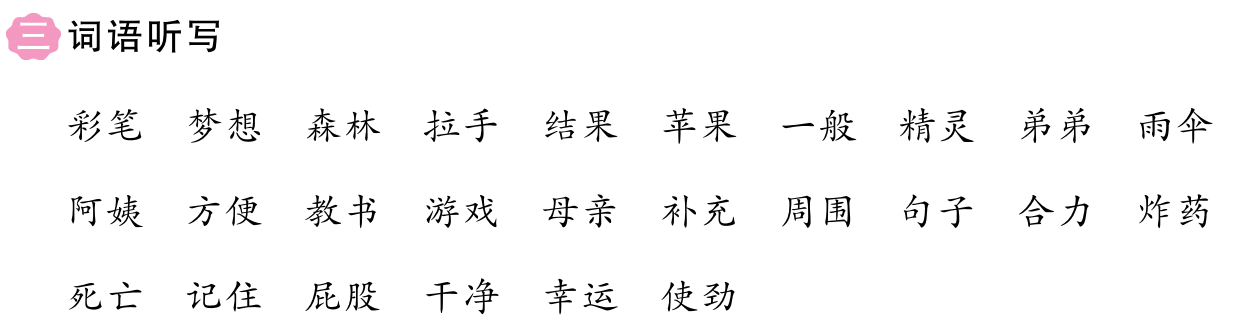 三 词语听写
彩笔 梦想 森林 拉手 结果 苹果 一般 精灵 弟弟 雨伞
阿姨 方便 教书 游戏 母亲 补充 周围 句子 合力 炸药
死亡 记住 屁股 干净 幸运 使劲